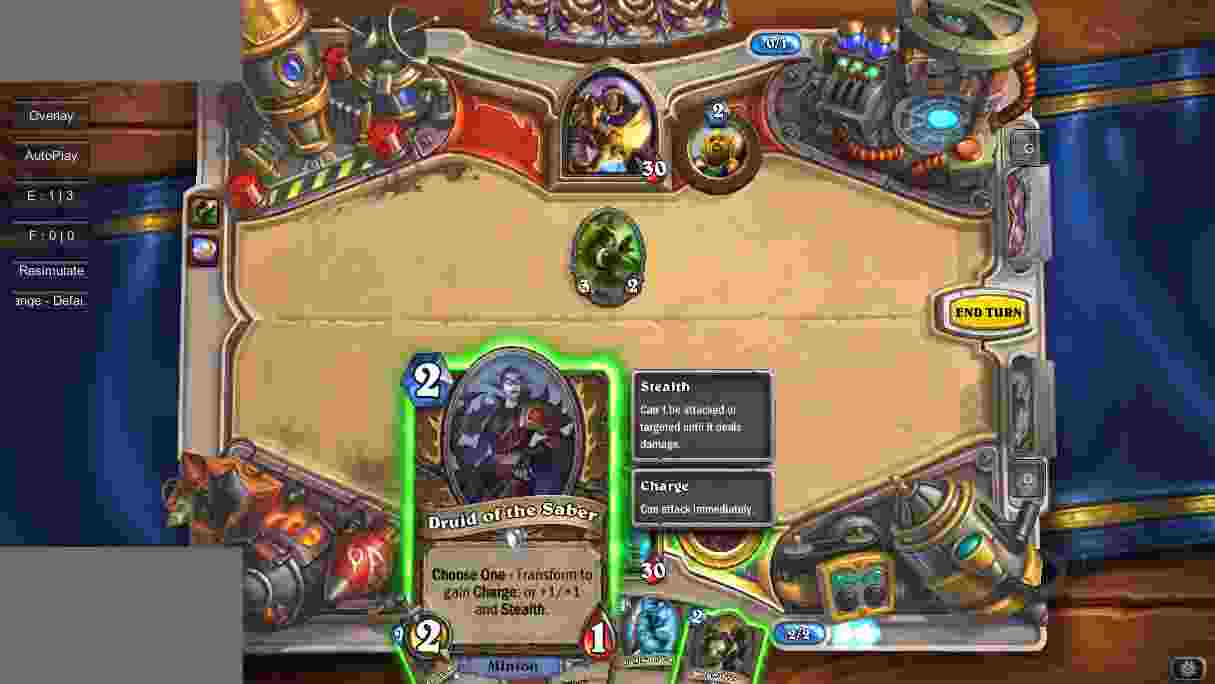 0/1
Overlay
AutoPlay
E : 1 | 3
F : 0 | 0
Resimulate
ange - Defau
2
30
G
3 2
END TURN
2
Stealth
Can't be attacked or
targeted until it deals
damage.
Charge
Can attack immediately.
Druid of the Saber
Choose One - Transform to
gain Charge; or +1/+1
and Stealth.
2 1
Minion
30
2
2/2